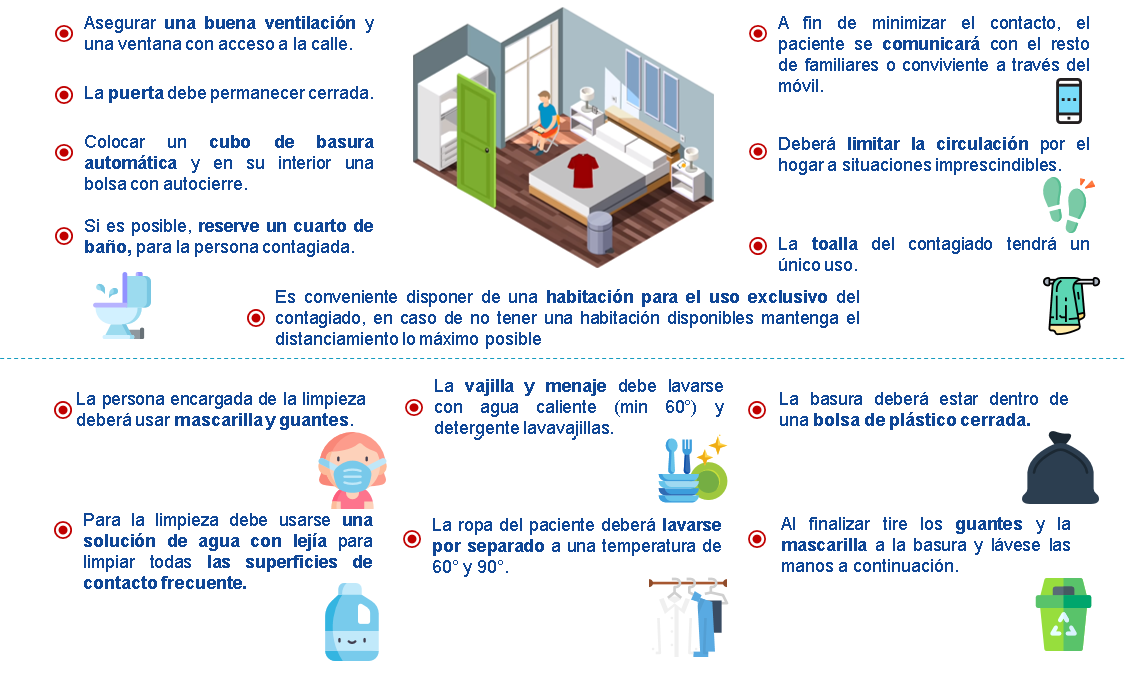 Asegurar una buena ventilación y
una ventana con acceso a la calle.
La puerta debe permanecer cerrada.
Colocar un cubo de basura
automática y en su interior una
bolsa con autocierre.
Si es posible, reserve un cuarto de
baño, para la persona contagiada.
A fin de minimizar el contacto, el
paciente se comunicará con el resto
de familiares o conviviente a través del
móvil.
Deberá limitar la circulación por el
hogar a situaciones imprescindibles.
La toalla del contagiado tendrá un
único uso.
Es conveniente disponer de una habitación para el uso exclusivo del
contagiado, en caso de no tener una habitación disponibles mantenga el
distanciamiento lo máximo posible
La persona encargada de la limpieza
deberá usar mascarilla y guantes.
La vajilla y menaje debe lavarse
con agua caliente (min 60°) y
detergente lavavajillas.
La basura deberá estar dentro de
una bolsa de plástico cerrada.
Para la limpieza debe usarse una
solución de agua con lejía para
limpiar todas las superficies de
contacto frecuente.
La ropa del paciente deberá lavarse
por separado a una temperatura de
60° y 90°.
Al finalizar tire los guantes y la
mascarilla a la basura y lávese las
manos a continuación.